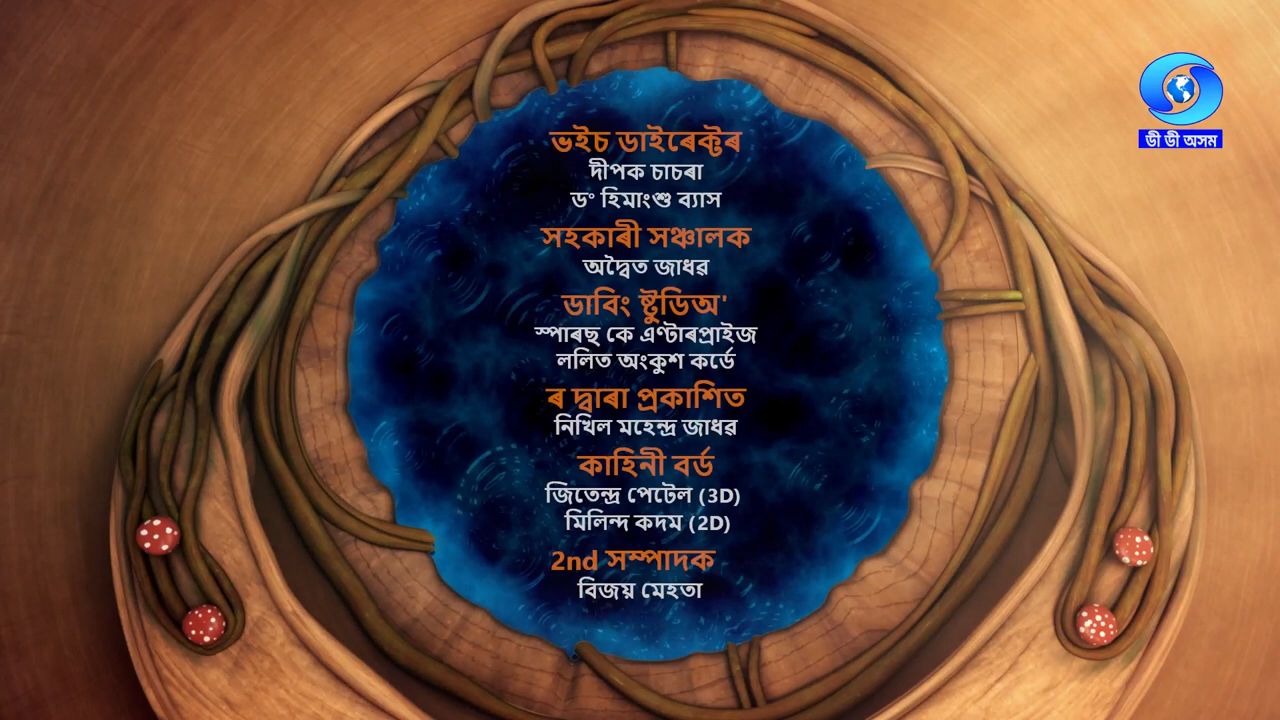 ডী ডী অসম
ভইচ ডাইৰেক্টৰ
দীপক চাচৰা
ড° হিমাংশু ব্যাস
সহকাৰী সঞ্চালক
অদ্বৈত জাধৱ
ডাবিং ষ্টুডিঅ'
স্পাৰছ্ কে এণ্টাৰপ্ৰাইজ
ললিত অংকুশ কৰ্ডে
ৰ দ্বাৰা প্ৰকাশিত
নিখিল মহেন্দ্ৰ জাধৱ
কাহিনী বৰ্ড
জিতেন্দ্ৰ পেটেল (3D)
মিলিন্দ কদম (2D)
2nd সম্পাদক
বিজয় মেহতা